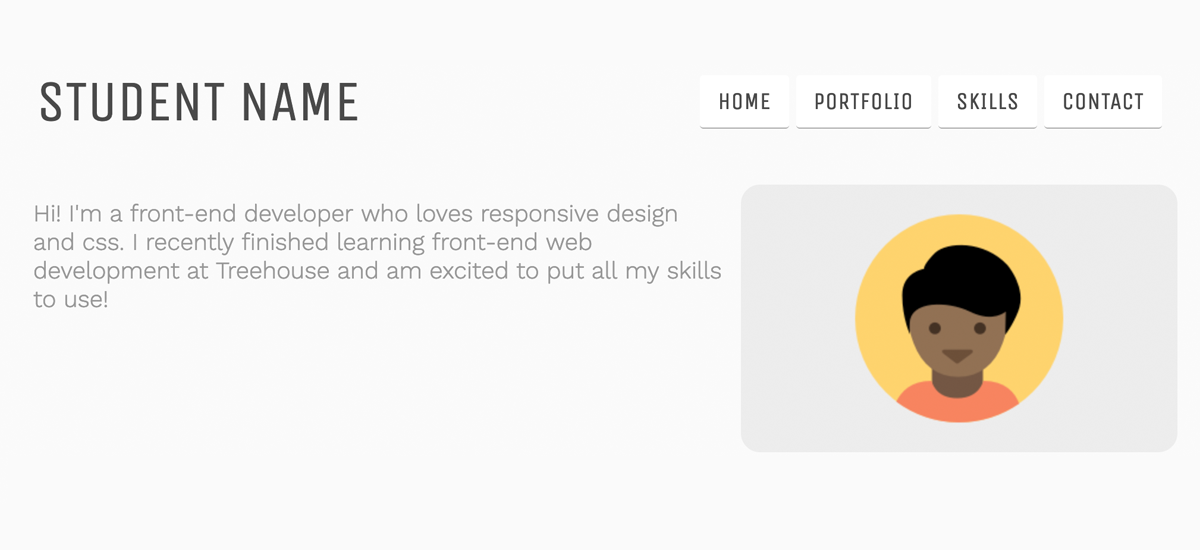 STUDENT NAME
HOME
PORTFOLIO
SKILLS
CONTACT
Hi! I'm a front-end developer who loves responsive design
and css. I recently finished learning front-end web
development at Treehouse and am excited to put all my skills
to use!